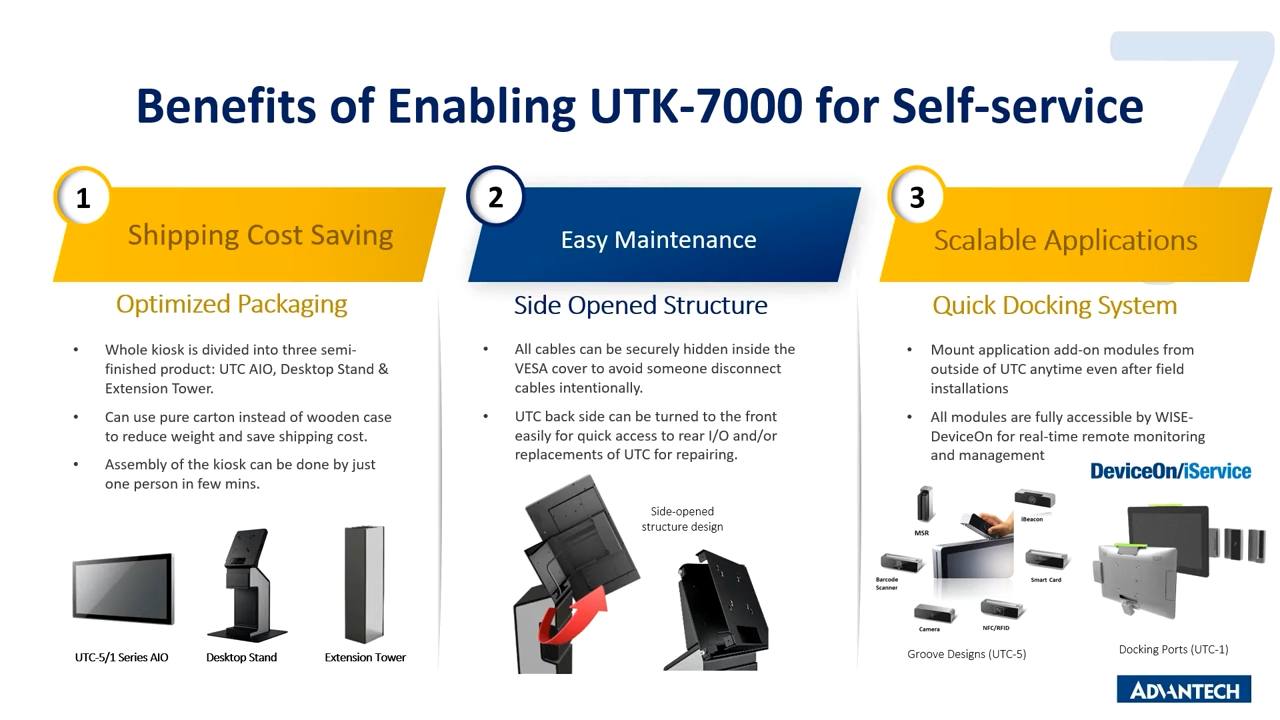 7
Benefits of Enabling UTK-7000 for Self-service
1
Shipping Cost Saving
Optimized Packaging
• Whole kiosk is divided into three semi-
finished product: UTC AIO, Desktop Stand &
Extension Tower.
• Can use pure carton instead of wooden case
to reduce weight and save shipping cost.
• Assembly of the kiosk can be done by just
one person in few mins.
UTC-5/1 Series AIO
Desktop Stand
Extension Tower
2
Easy Maintenance
Side Opened Structure
• All cables can be securely hidden inside the
VESA cover to avoid someone disconnect
cables intentionally.
• UTC back side can be turned to the front
easily for quick access to rear I/O and/or
replacements of UTC for repairing.
Side-opened
structure design
3
Scalable Applications
Quick Docking System
• Mount application add-on modules from
outside of UTC anytime even after field
installations
• All modules are fully accessible by WISE-
DeviceOn for real-time remote monitoring
and management
DeviceOn/iService
MSR
iBeacon
Barcode
Scanner
Smart Card
Camera
NFC/RFID
Groove Designs (UTC-5)
Docking Ports (UTC-1)
ADVANTECH